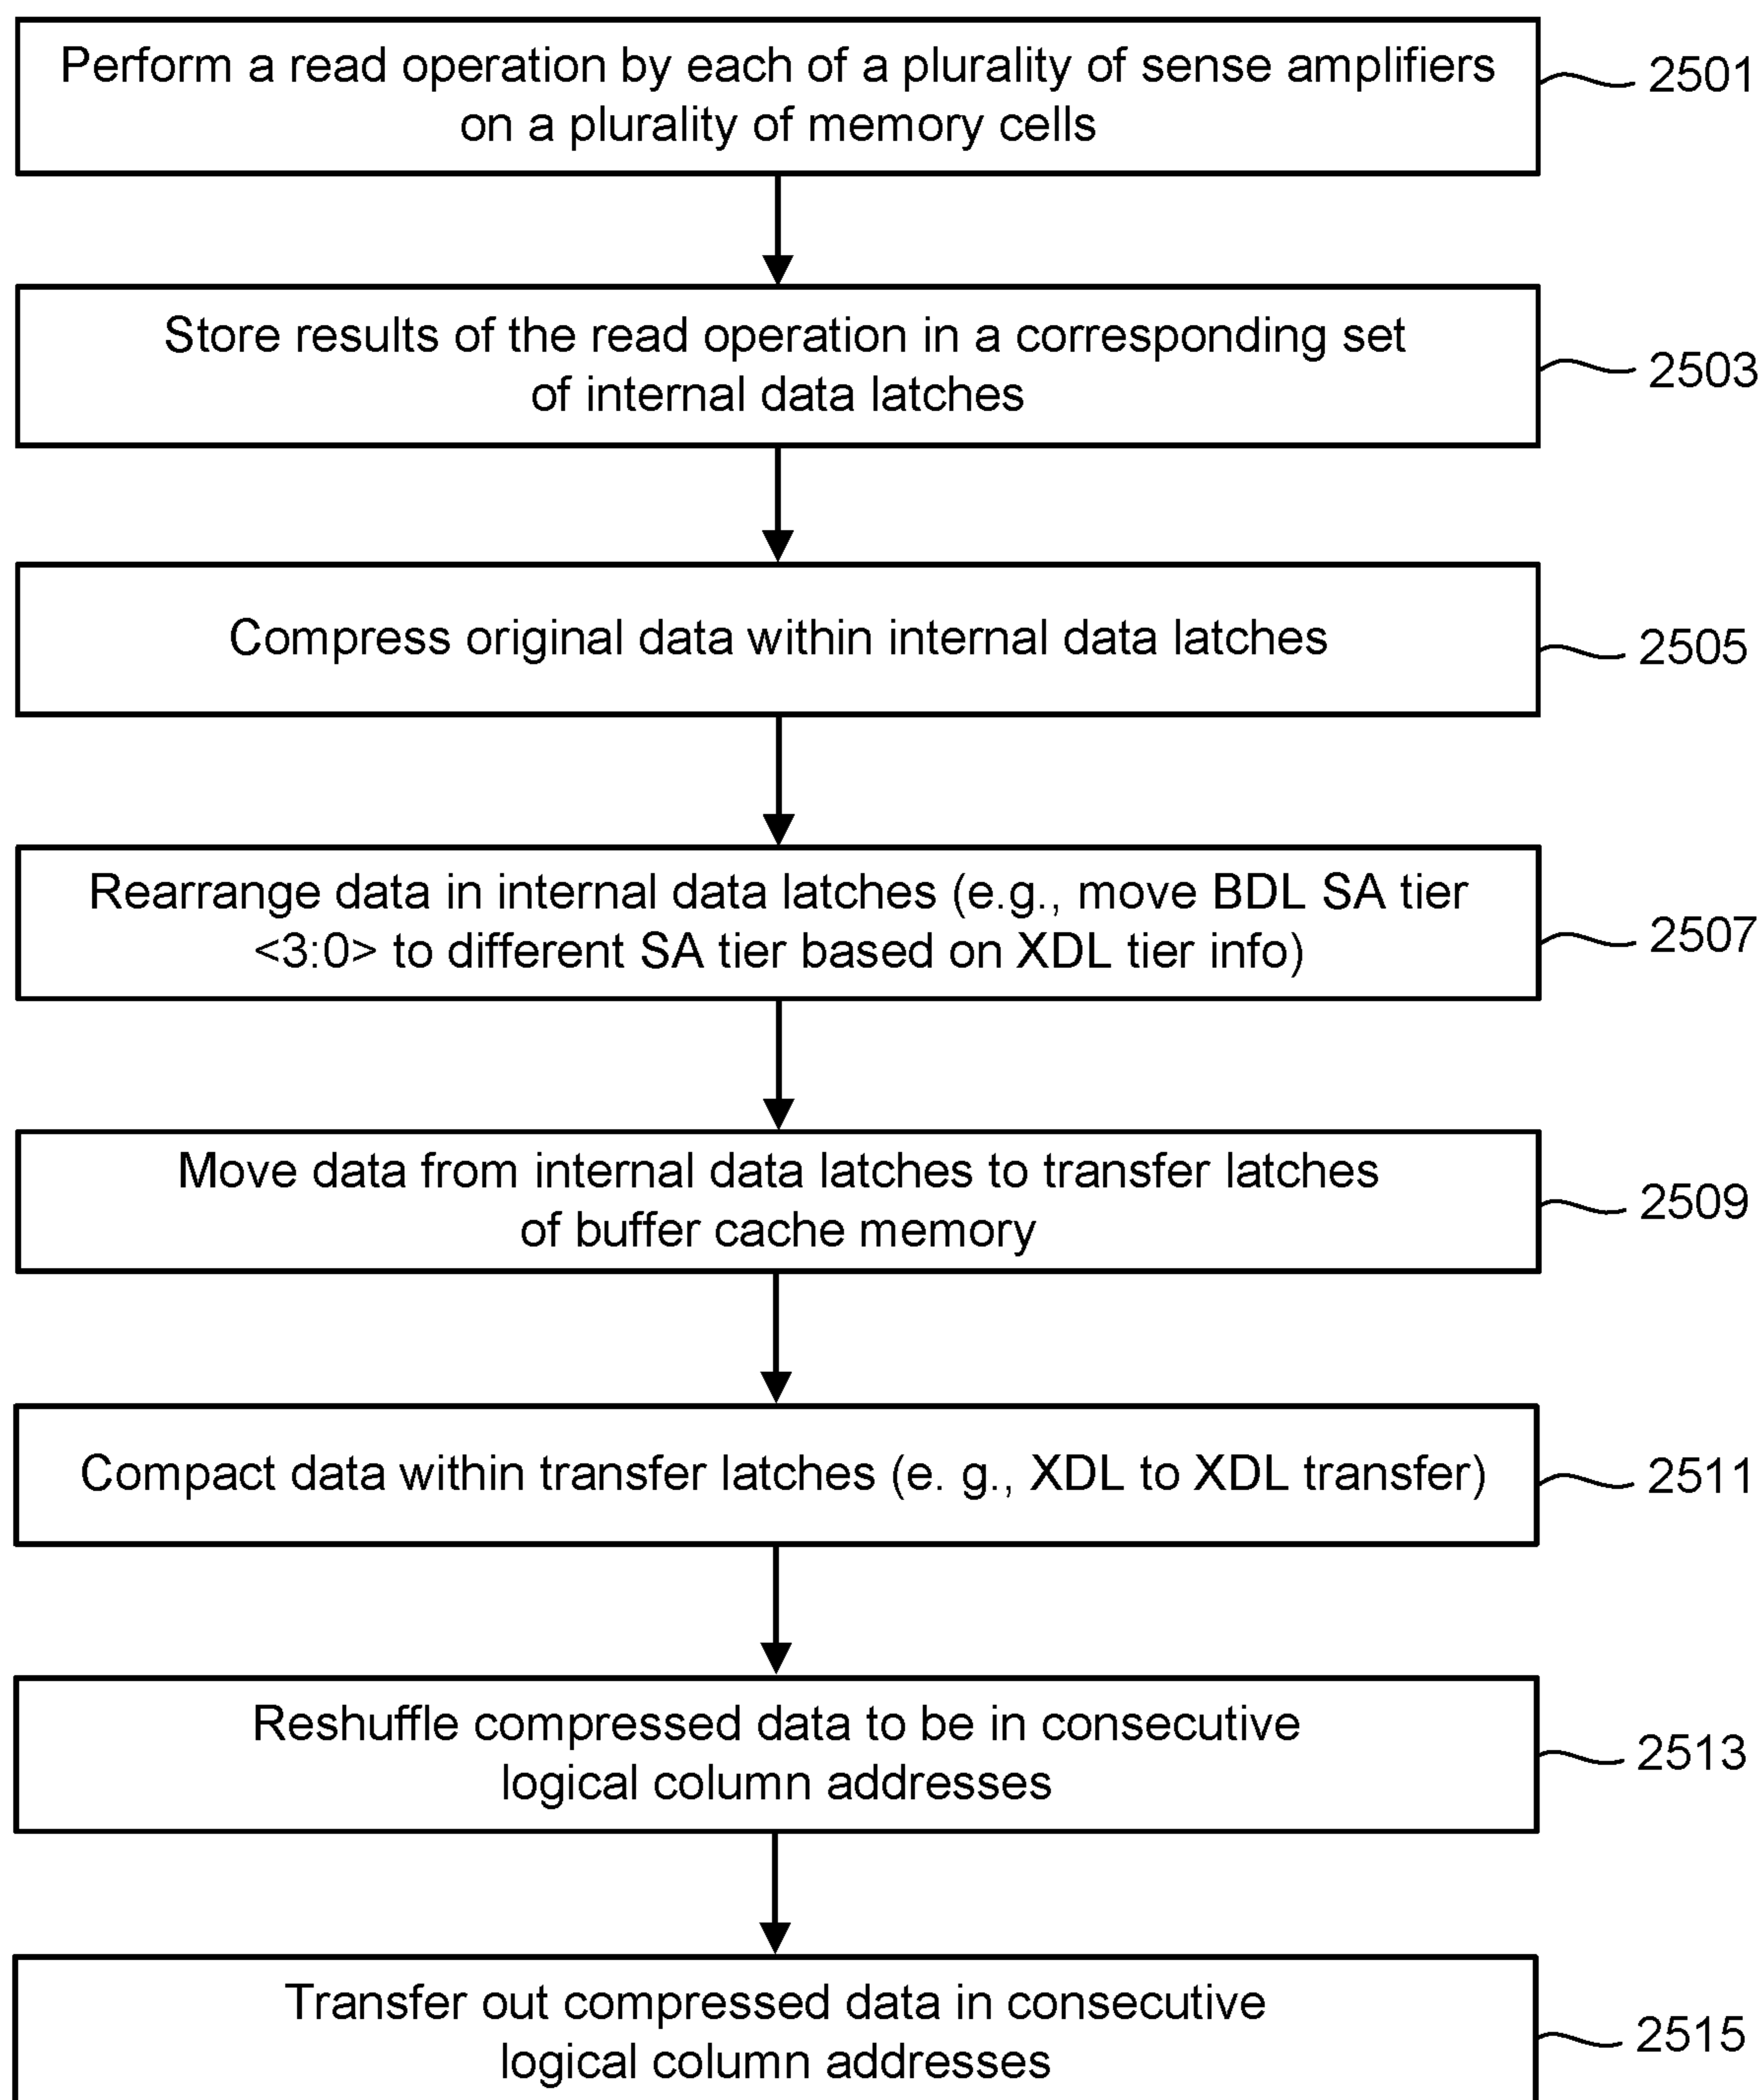 Perform a read operation by each of a plurality of sense amplifiers
on a plurality of memory cells
2501
Store results of the read operation in a corresponding set
of internal data latches
2503
Compress original data within internal data latches
2505
Rearrange data in internal data latches (e.g., move BDL SA tier
<3:0> to different SA tier based on XDL tier info)
2507
Move data from internal data latches to transfer latches
of buffer cache memory
2509
Compact data within transfer latches (e. g., XDL to XDL transfer)
2511
Reshuffle compressed data to be in consecutive
logical column addresses
2513
Transfer out compressed data in consecutive
logical column addresses
2515